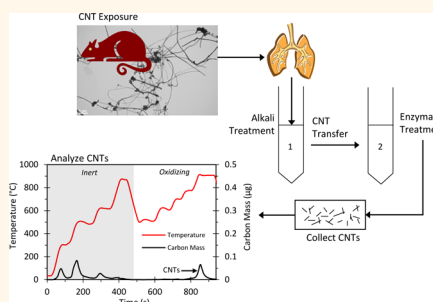 CNT Exposure
Alkali
Treatment
CNT
Transfer
Enzyma
Treatme
1
2
Collect CNTs
Analyze CNTs
Inert
Oxidizing
Temperature (°C)
1000
800
600
400
200
0
Temperature
Carbon Mass
CNTs
0.5
0.4
0.3
0.2
0.1
0
Carbon Mass (µg)
0
200
400
600
800
Time (s)